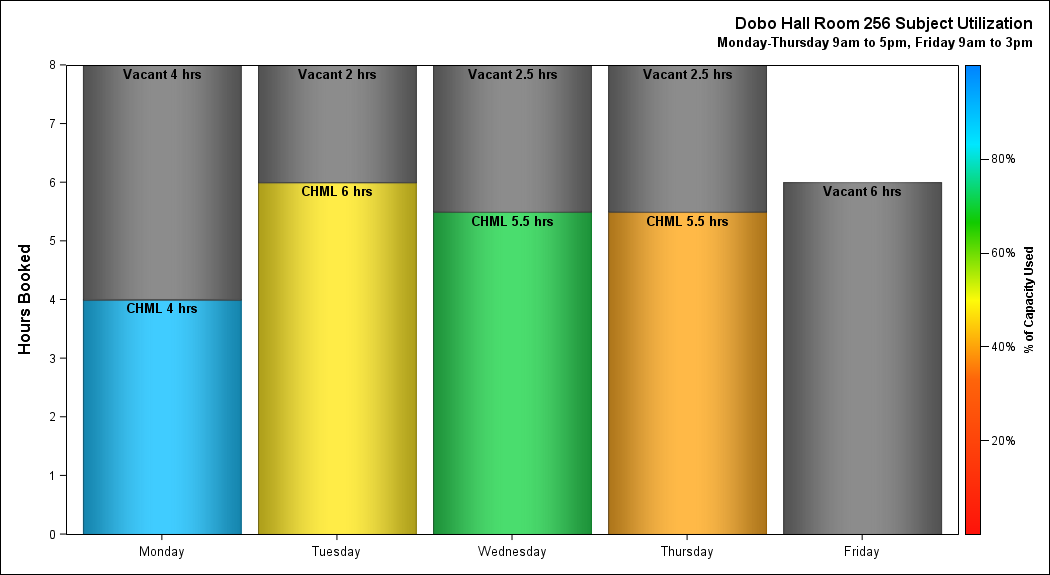 Dobo Hall Room 256 Subject Utilization
Monday-Thursday 9am to 5pm, Friday 9am to 3pm
Hours Booked
8
7
6
5
4
3
2
1
0
Vacant 4 hrs
Vacant 2 hrs
Vacant 2.5 hrs
Vacant 2.5 hrs
Vacant 6 hrs
CHML 4 hrs
CHML 6 hrs
CHML 5.5 hrs
CHML 5.5 hrs
Monday
Tuesday
Wednesday
Thursday
Friday
80%
60%
40%
20%
% of Capacity Used